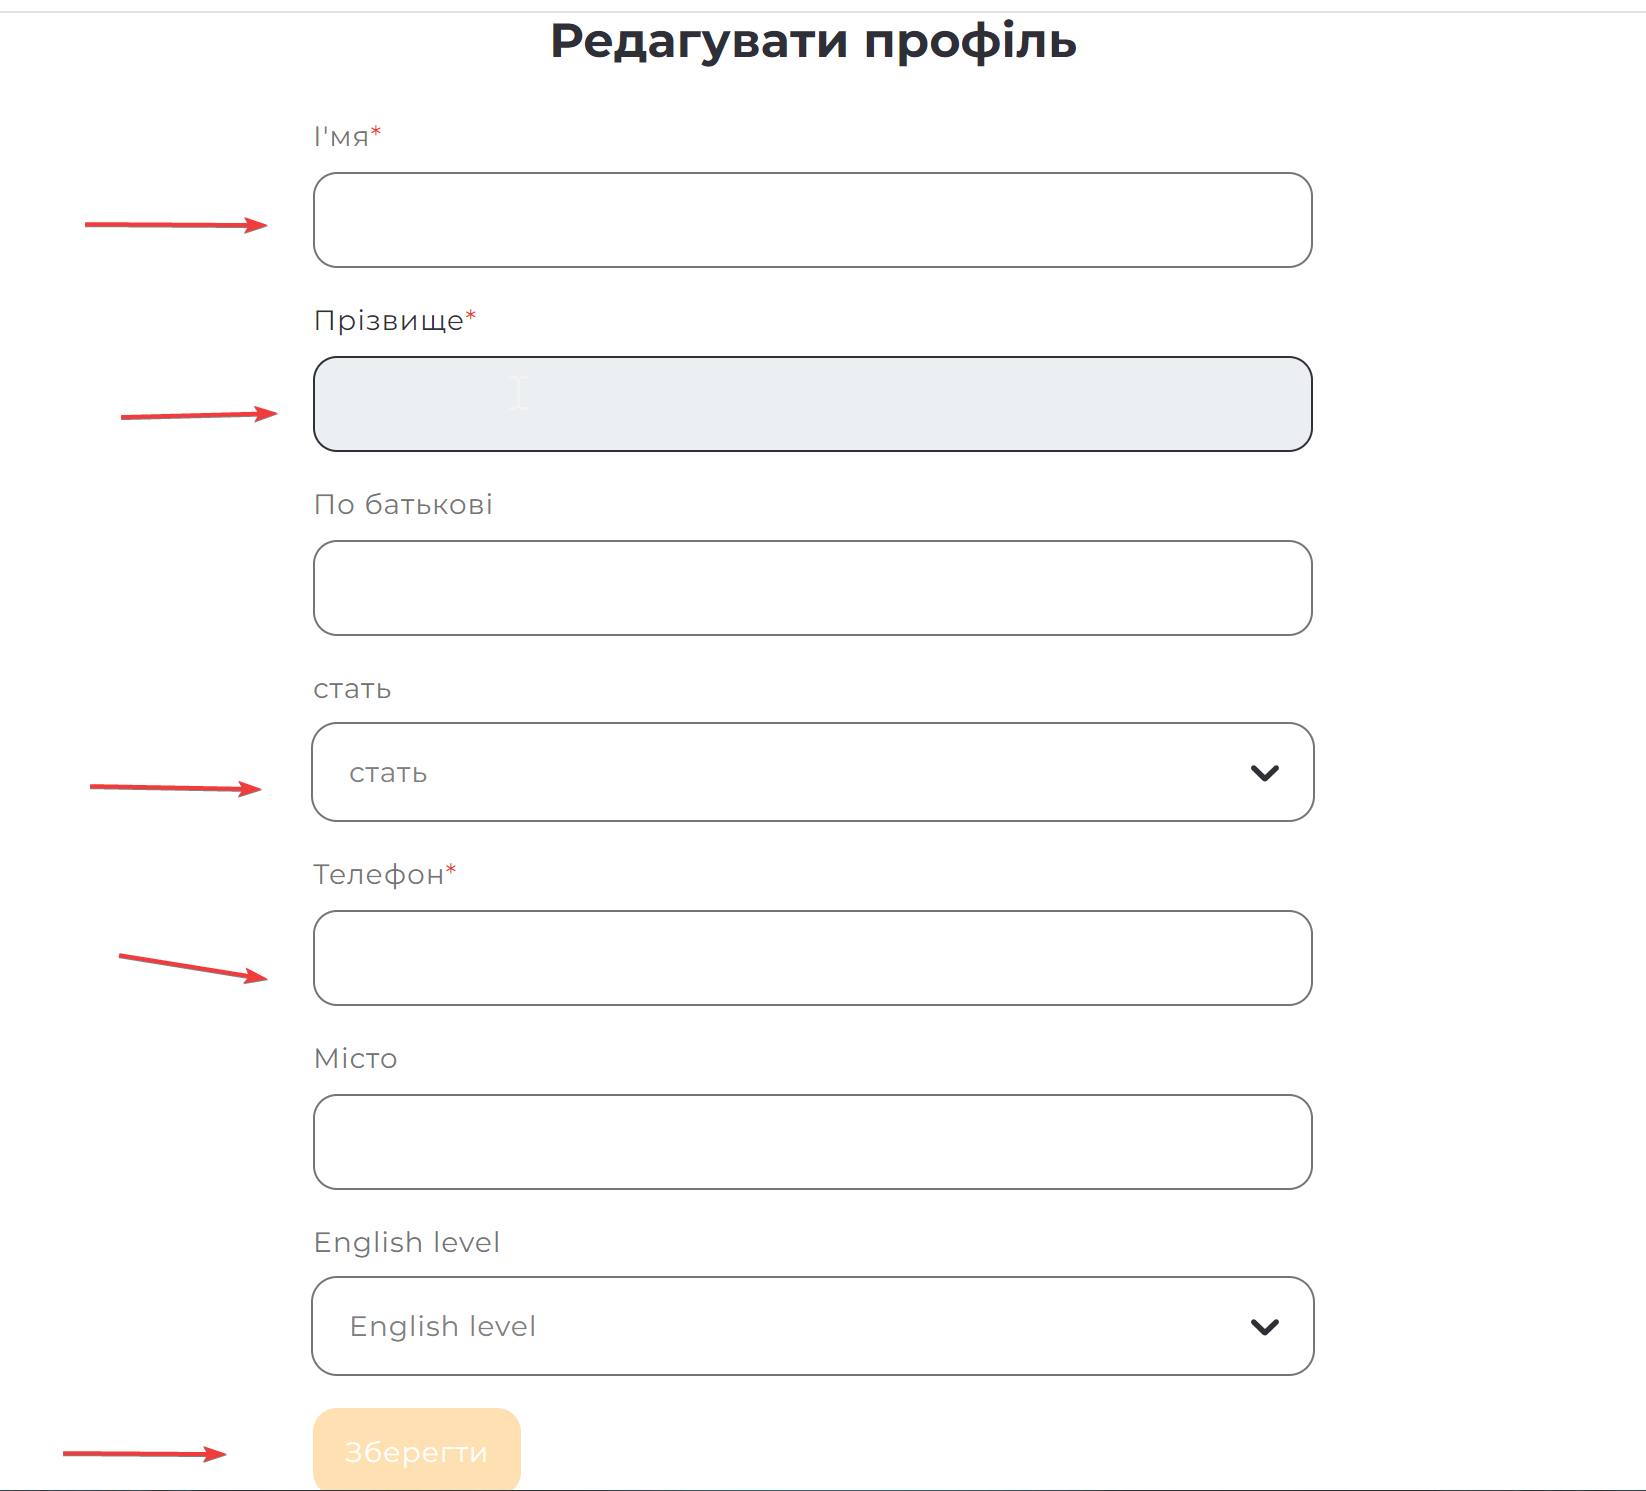 Редагувати профіль
І'мя*
Прізвище*
По батькові
стать
стать
Телефон*
Місто
English level
English level
Зберегти